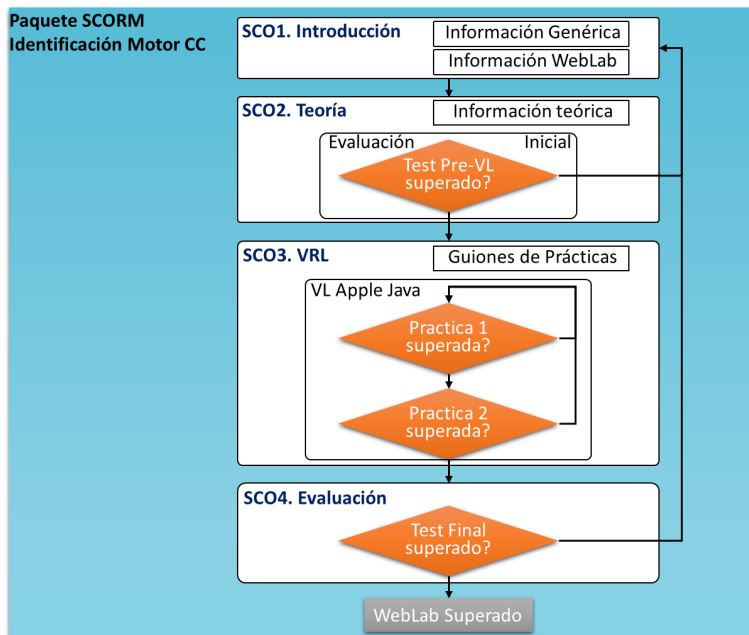 Paquete SCORM
Identificación Motor CC
SCO1. Introducción
Información Genérica
Información WebLab
SCO2. Teoría
Información teórica
Evaluación Inicial
Test Pre-VL
superado?
SCO3. VRL
Guiones de Prácticas
VL Apple Java
Practica 1
superada?
Practica 2
superada?
SCO4. Evaluación
Test Final
superado?
WebLab Superado